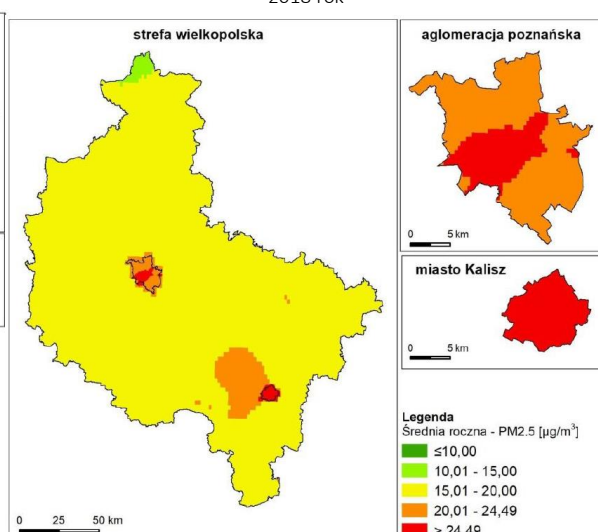 2018 rok
strefa wielkopolska
aglomeracja poznańska
0 5 km
miasto Kalisz
0 5 km
Legenda
Średnia roczna - PM2.5 [µg/m³]
≤10,00
10,01 - 15,00
15,01 - 20,00
20,01 - 24,49
> 24,49
0 25 50 km